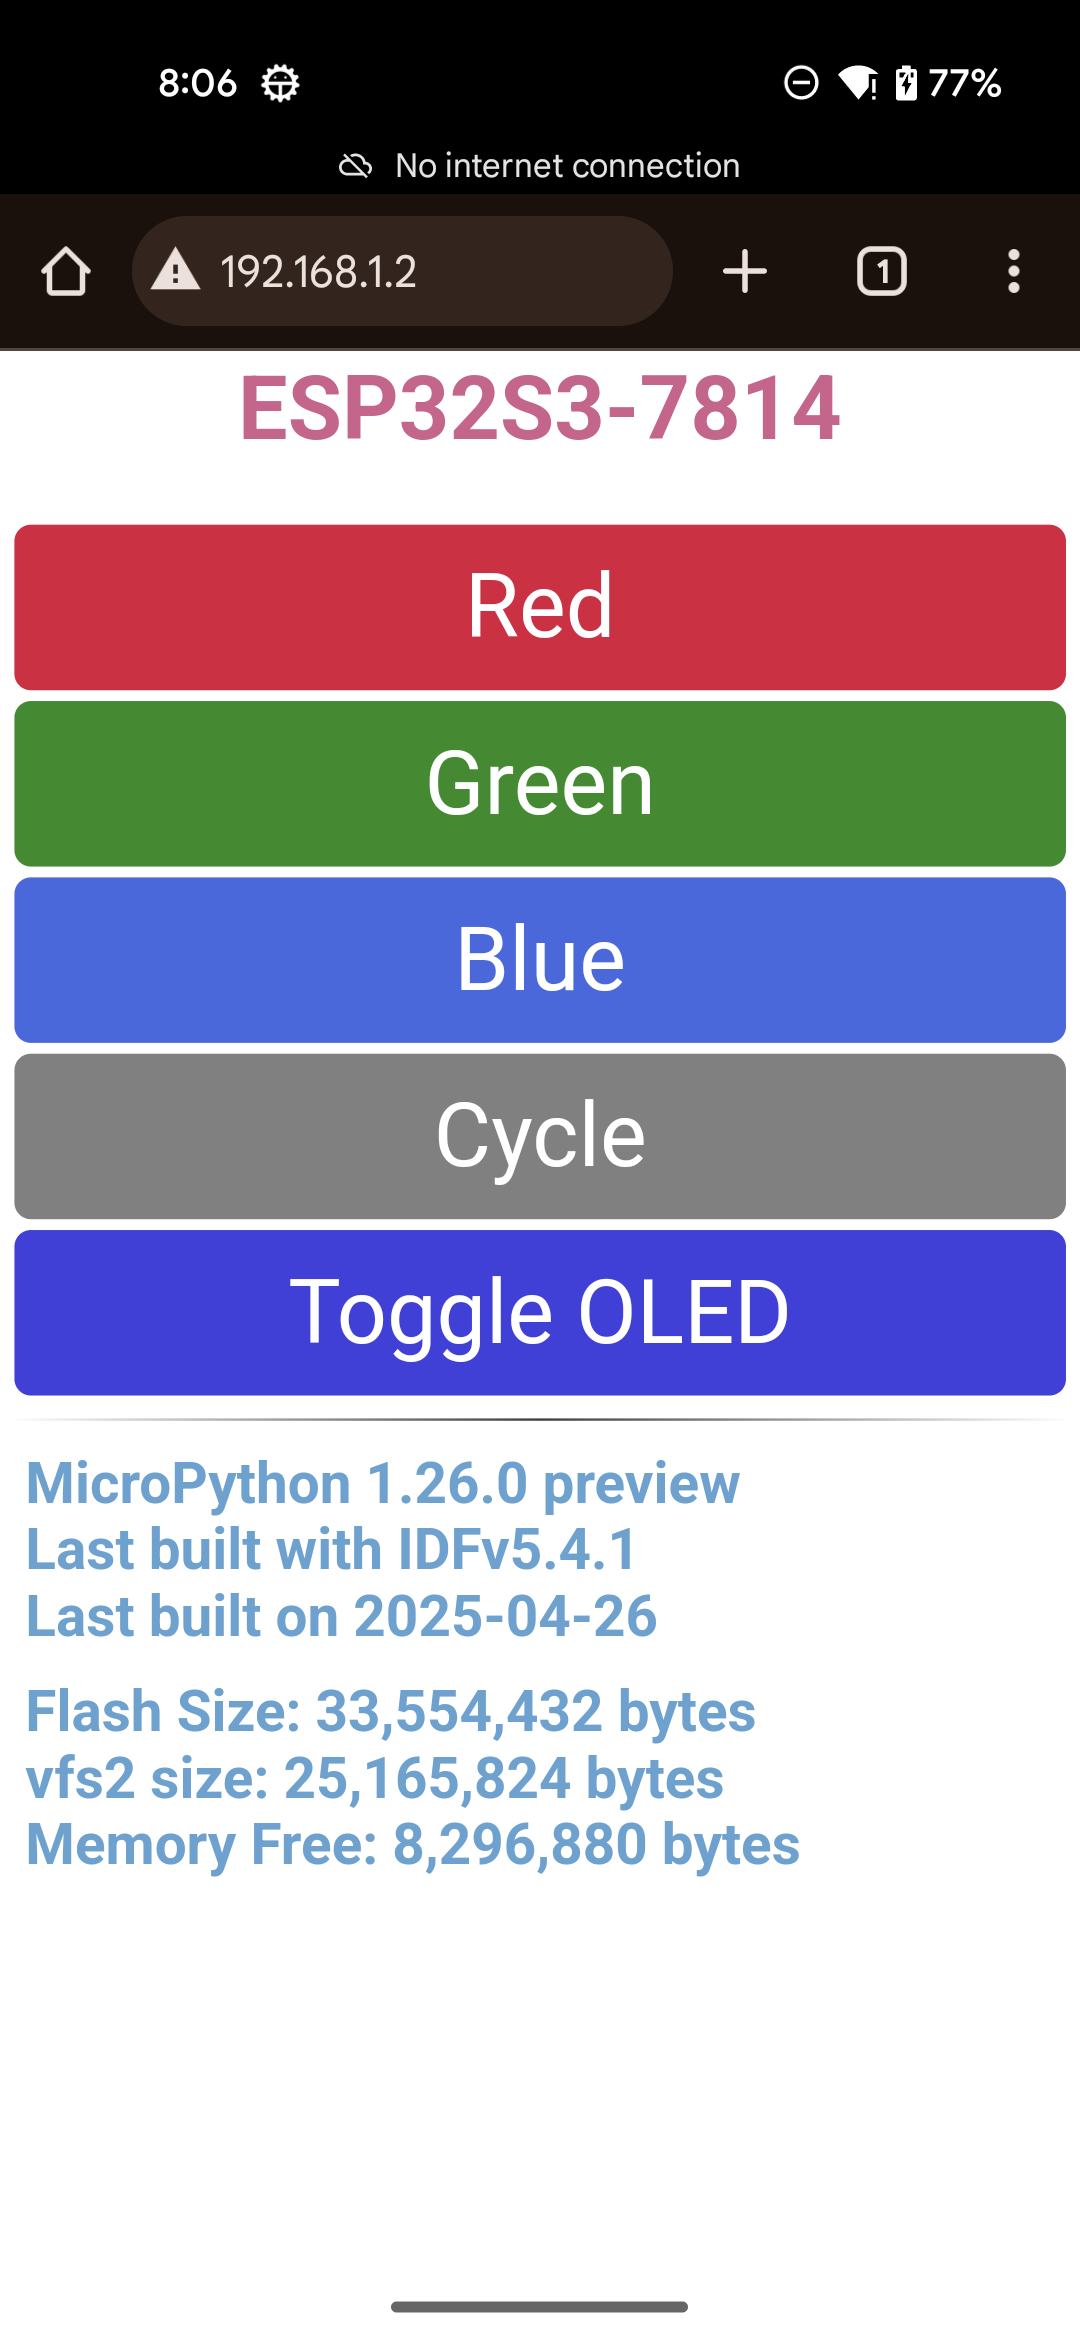 8:06
77%
No internet connection
192.168.1.2
1
ESP32S3-7814
Red
Green
Blue
Cycle
Toggle OLED
MicroPython 1.26.0 preview
Last built with IDFv5.4.1
Last built on 2025-04-26
Flash Size: 33,554,432 bytes
vfs2 size: 25,165,824 bytes
Memory Free: 8,296,880 bytes